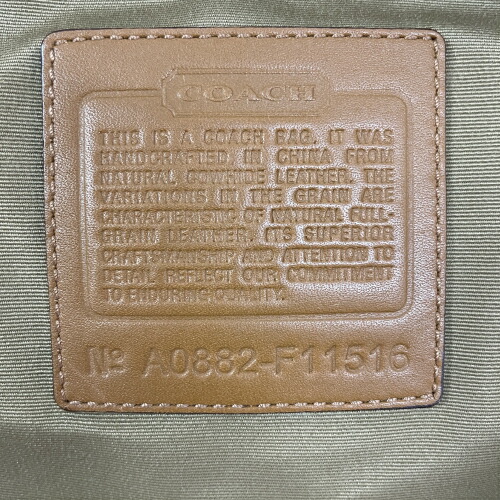 COACH
THIS IS A COACH BAG. IT WAS
HANDCRAFTED IN CHINA FROM
NATURAL COWHIDE LEATHER. THE
VARIATIONS IN THE GRAIN ARE
CHARACTERISTIC OF NATURAL FULL-
GRAIN LEATHER. ITS SUPERIOR
CRAFTSMANSHIP AND ATTENTION TO
DETAIL REFLECT OUR COMMITMENT
TO ENDURING QUALITY.
Nº A0882-F11516